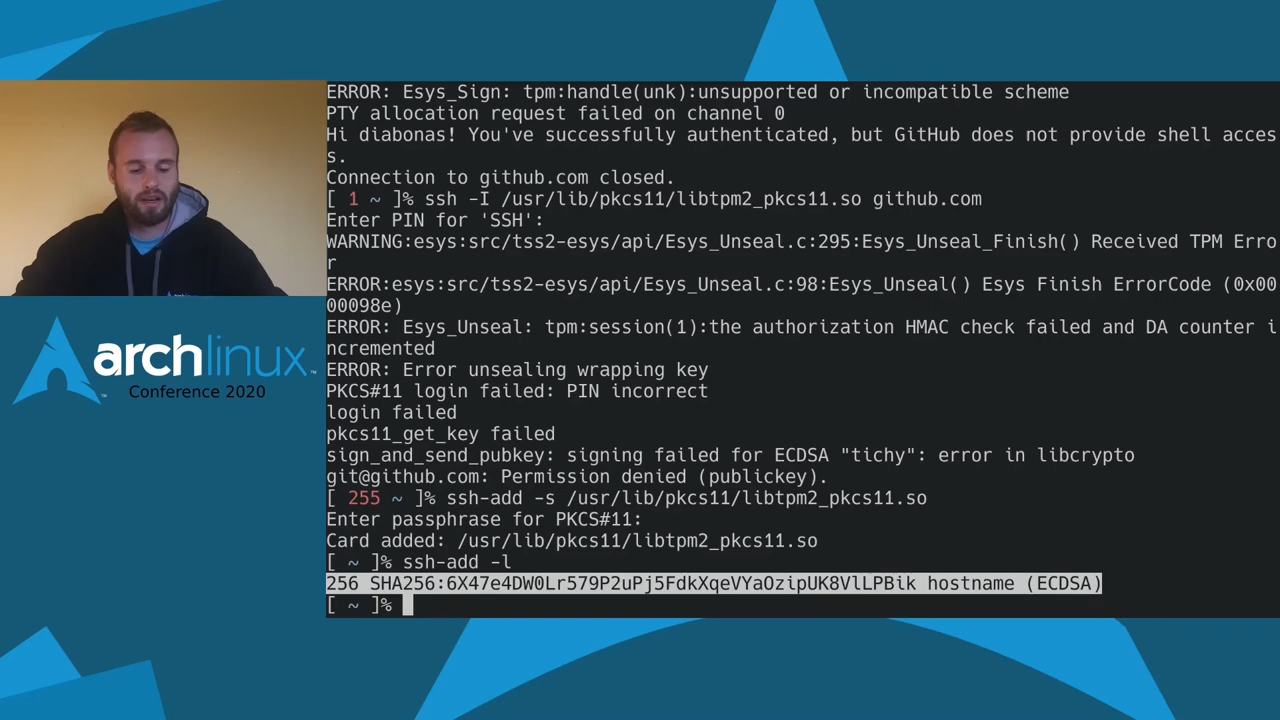 ERROR: Esys_Sign: tpm:handle(unk):unsupported or incompatible scheme
PTY allocation request failed on channel 0
Hi diabonas! You've successfully authenticated, but GitHub does not provide shell acces
s.
Connection to github.com closed.
[ 1 ~ ]% ssh -I /usr/lib/pkcs11/libtpm2_pkcs11.so github.com
Enter PIN for 'SSH':
WARNING:esys:src/tss2-esys/api/Esys_Unseal.c:295:Esys_Unseal_Finish() Received TPM Erro
r
ERROR:esys:src/tss2-esys/api/Esys_Unseal.c:98:Esys_Unseal() Esys Finish ErrorCode (0x00
00098e)
ERROR: Esys_Unseal: tpm:session(1):the authorization HMAC check failed and DA counter i
ncremented
ERROR: Error unsealing wrapping key
PKCS#11 login failed: PIN incorrect
login failed
pkcs11_get_key failed
sign_and_send_pubkey: signing failed for ECDSA "tichy": error in libcrypto
git@github.com: Permission denied (publickey).
[ 255 ~ ]% ssh-add -s /usr/lib/pkcs11/libtpm2_pkcs11.so
Enter passphrase for PKCS#11:
Card added: /usr/lib/pkcs11/libtpm2_pkcs11.so
[ ~ ]% ssh-add -l
256 SHA256:6X47e4DW0Lr579P2uPj5FdkXqeVYaOzipUK8VlLPBik hostname (ECDSA)
[ ~ ]%
archlinux™
Conference 2020